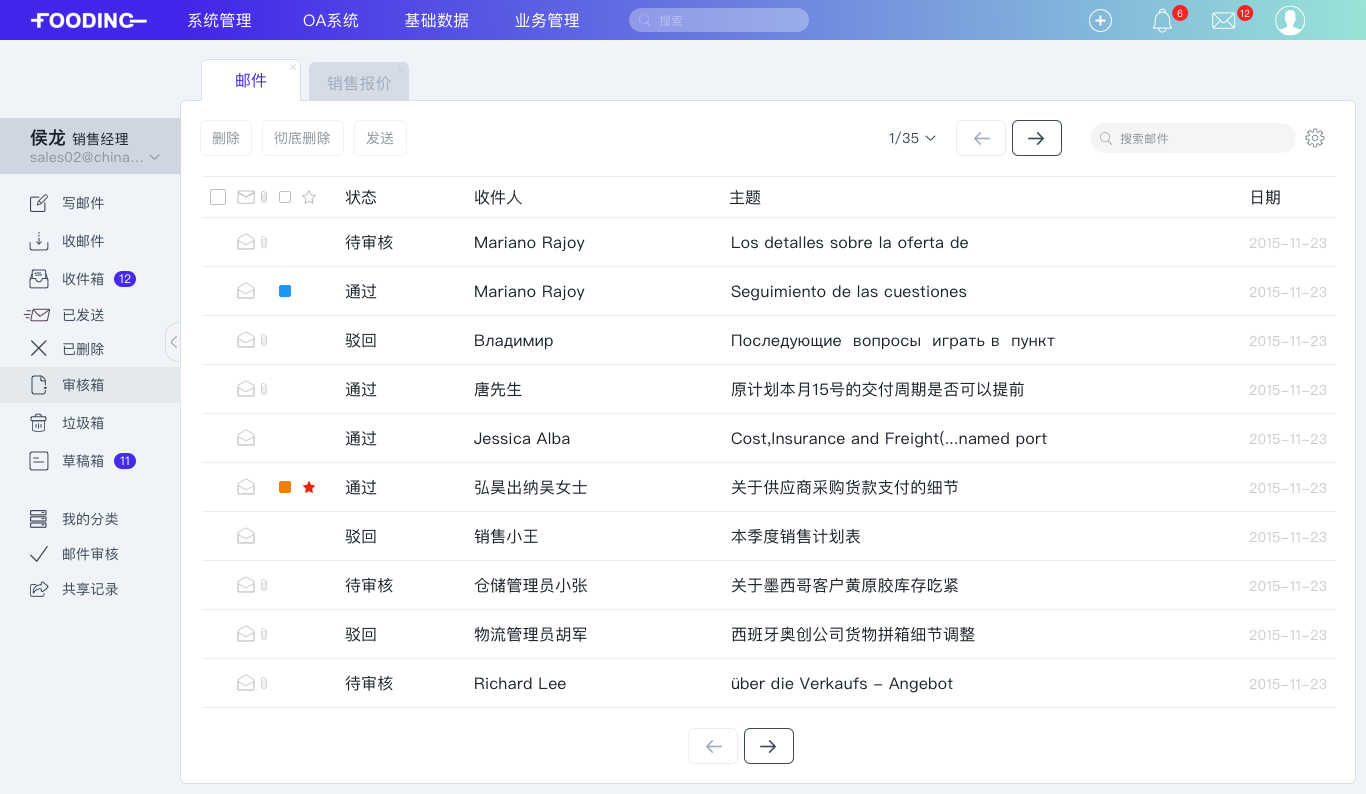 FOODING 系统管理 OA系统 基础数据 业务管理 搜索 6 12
邮件 销售报价
侯龙 销售经理
sales02@china...
写邮件
收邮件
收件箱 12
已发送
已删除
审核箱
垃圾箱
草稿箱 11
我的分类
邮件审核
共享记录
删除 彻底删除 发送 1/35 搜索邮件
状态 收件人 主题 日期
待审核 Mariano Rajoy Los detalles sobre la oferta de 2015-11-23
通过 Mariano Rajoy Seguimiento de las cuestiones 2015-11-23
驳回 Владимир Последующие вопросы играть в пункт 2015-11-23
通过 唐先生 原计划本月15号的交付周期是否可以提前 2015-11-23
通过 Jessica Alba Cost,Insurance and Freight(...named port 2015-11-23
通过 弘昊出纳吴女士 关于供应商采购货款支付的细节 2015-11-23
驳回 销售小王 本季度销售计划表 2015-11-23
待审核 仓储管理员小张 关于墨西哥客户黄原胶库存吃紧 2015-11-23
驳回 物流管理员胡军 西班牙奥创公司货物拼箱细节调整 2015-11-23
待审核 Richard Lee über die Verkaufs – Angebot 2015-11-23